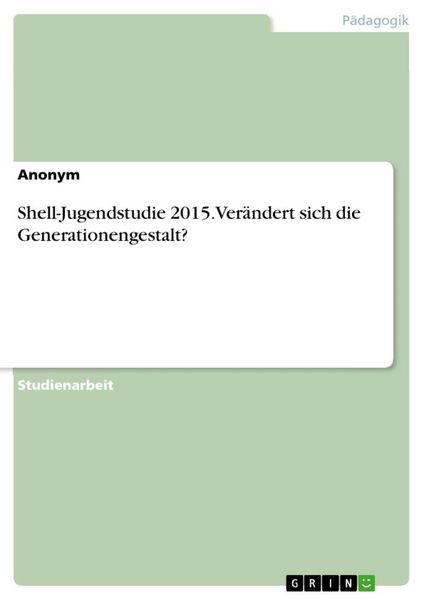 Pädagogik
Anonym
Shell-Jugendstudie 2015. Verändert sich die
Generationengestalt?
Studienarbeit
GRIN